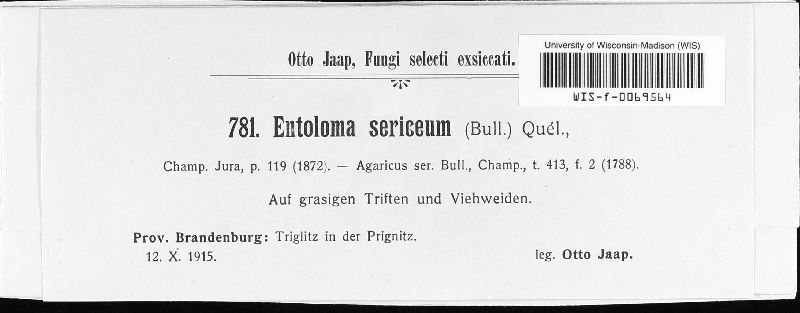 University of Wisconsin-Madison (WIS)
WIS-f-0069564
Otto Jaap, Fungi selecti exsiccati.
781. Entoloma sericeum (Bull.) Quél.,
Champ. Jura, p. 119 (1872). — Agaricus ser. Bull., Champ., t. 413, f. 2 (1788).
Auf grasigen Triften und Viehweiden.
Prov. Brandenburg: Triglitz in der Prignitz.
12. X. 1915. leg. Otto Jaap.